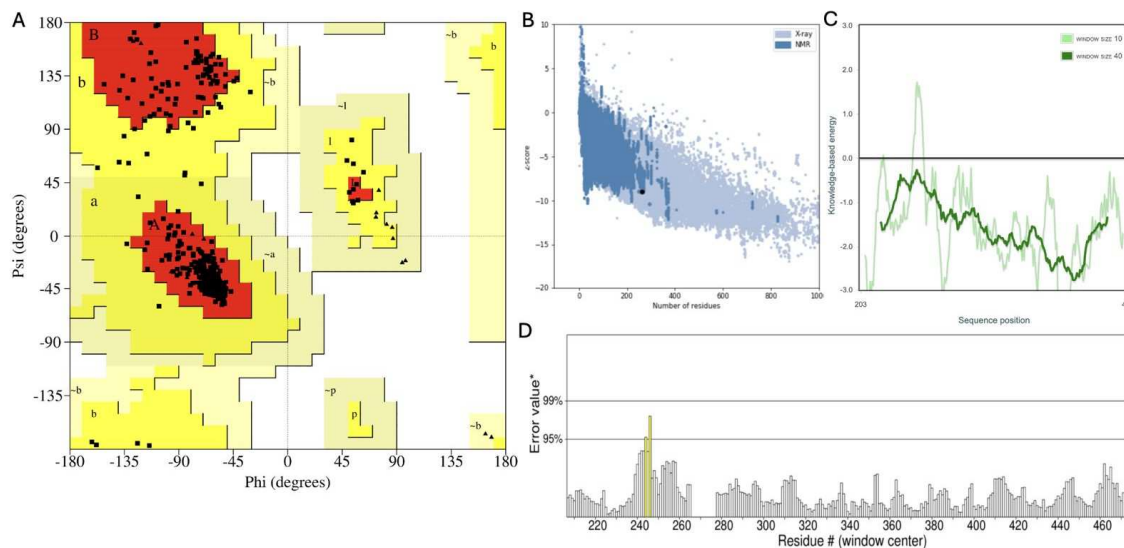 A
180
135
90
45
0
-45
-90
-135
-180
-135
-90
-45
0
45
90
135
180
Psi (degrees)
Phi (degrees)
B
b
~b
~l
l
~b
b
a
A
~a
~b
b
~p
p
~b
B
10
5
0
-5
-10
-15
-20
0
200
400
600
800
100
Z-score
Number of residues
X-ray
NMR
C
3.0
2.0
1.0
0.0
-1.0
-2.0
-3.0
203
4
Knowledge-based energy
Sequence position
WINDOW SIZE 10
WINDOW SIZE 40
D
Error value*
99%
95%
220
240
260
280
300
320
340
360
380
400
420
440
460
Residue # (window center)